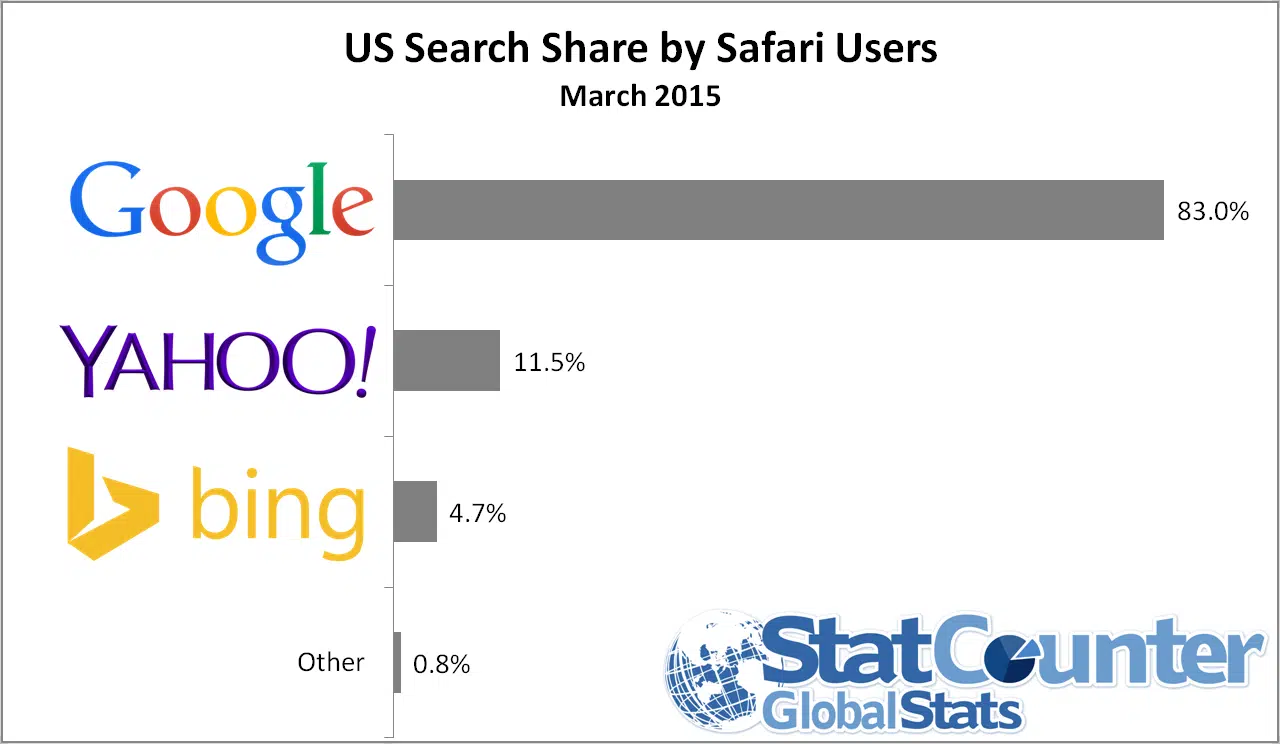 US Search Share by Safari Users
March 2015
Google
83.0%
YAHOO!
11.5%
bing
4.7%
Other
0.8%
StatCounter
GlobalStats